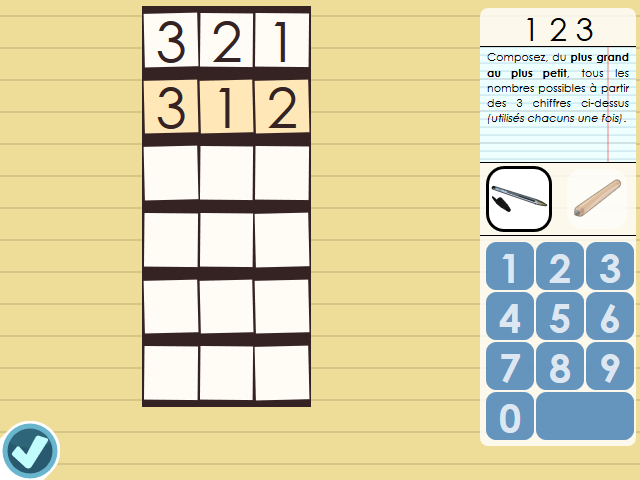 3 2 1
3 1 2
1 2 3
Composez, du plus grand
au plus petit, tous les
nombres possibles à partir
des 3 chiffres ci-dessus
(utilisés chacuns une fois).
1 2 3
4 5 6
7 8 9
0